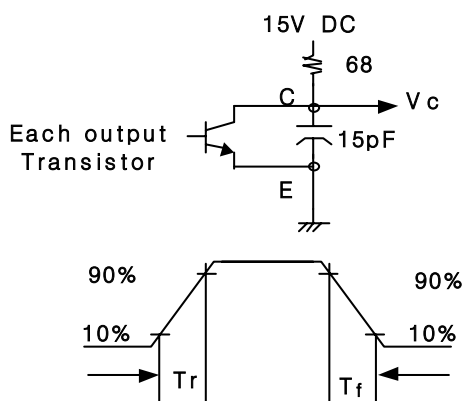 15V DC
68
C
Vc
Each output
Transistor
15pF
E
90%
90%
10%
10%
Tr
Tf